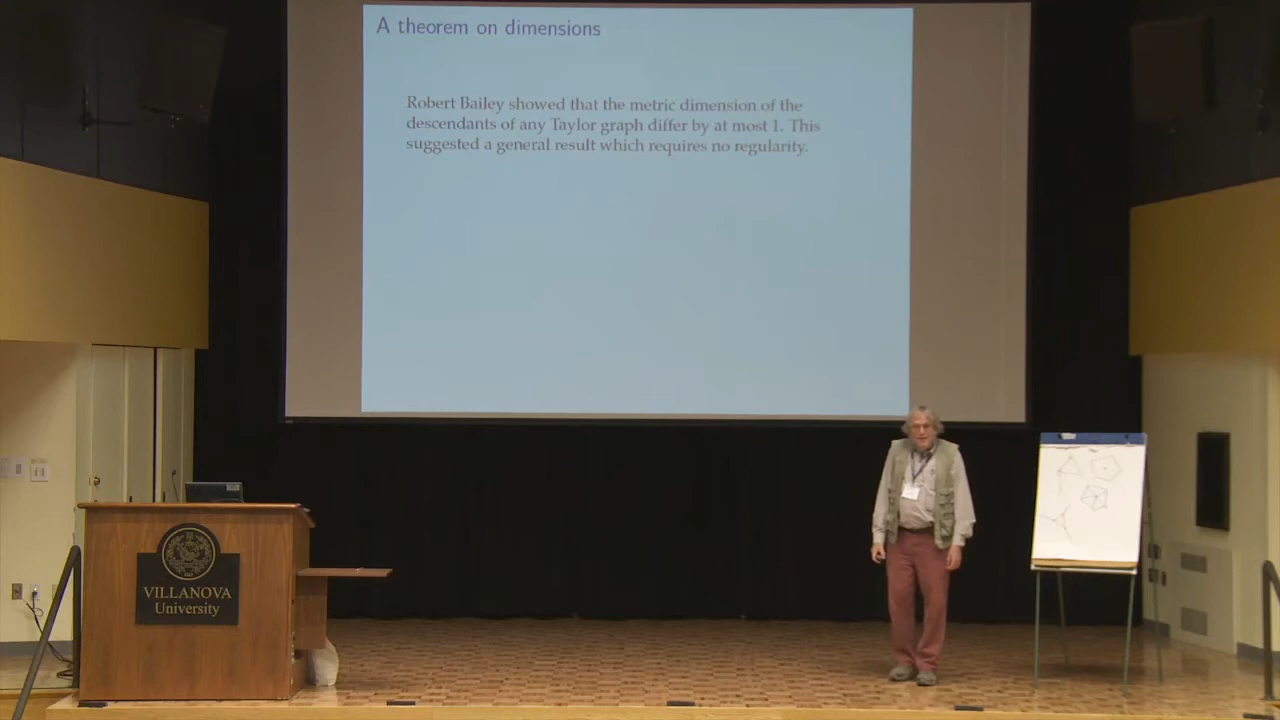 A theorem on dimensions
Robert Bailey showed that the metric dimension of the
descendants of any Taylor graph differ by at most 1. This
suggested a general result which requires no regularity.
VILLANOVA
University